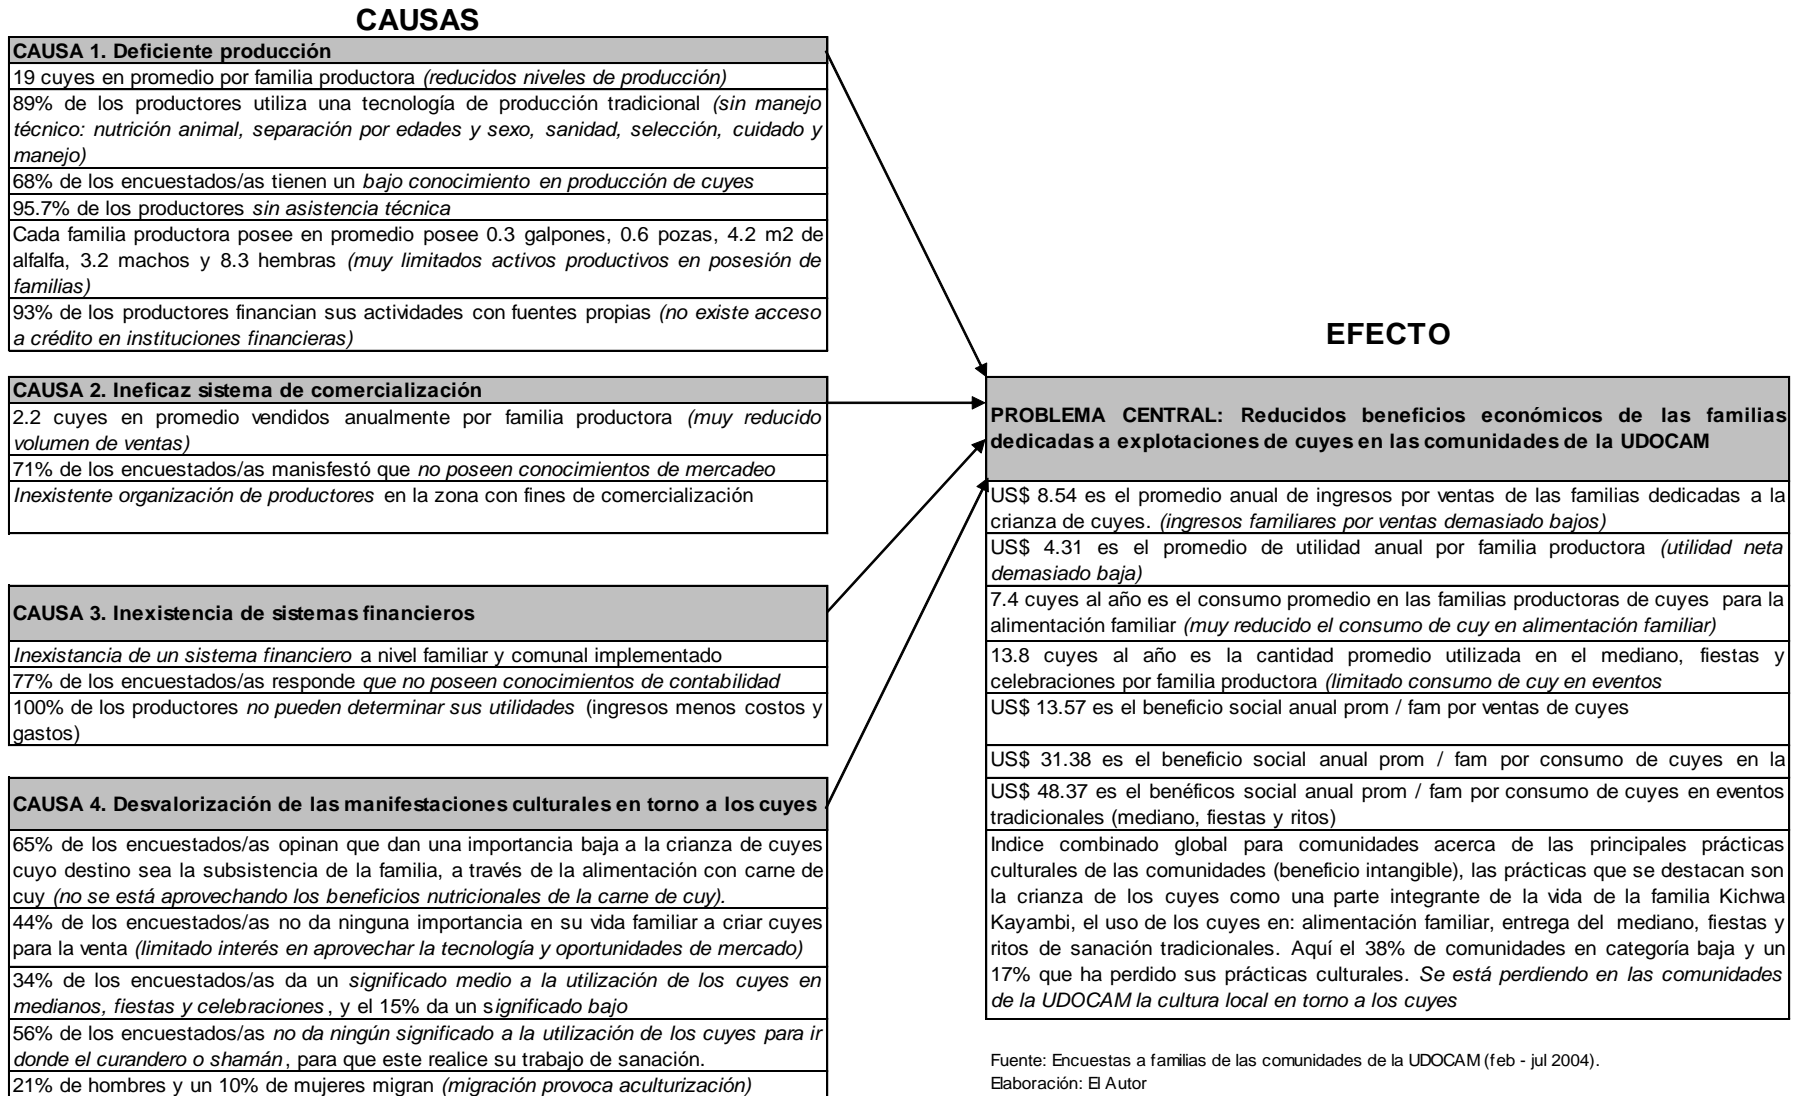 CAUSAS
CAUSA 1. Deficiente producción
19 cuyes en promedio por familia productora (reducidos niveles de producción)
89% de los productores utiliza una tecnología de producción tradicional (sin manejo
técnico: nutrición animal, separación por edades y sexo, sanidad, selección, cuidado y
manejo)
68% de los encuestados/as tienen un bajo conocimiento en producción de cuyes
95.7% de los productores sin asistencia técnica
Cada familia productora posee en promedio posee 0.3 galpones, 0.6 pozas, 4.2 m2 de
alfalfa, 3.2 machos y 8.3 hembras (muy limitados activos productivos en posesión de
familias)
93% de los productores financian sus actividades con fuentes propias (no existe acceso
a crédito en instituciones financieras)
CAUSA 2. Ineficaz sistema de comercialización
2.2 cuyes en promedio vendidos anualmente por familia productora (muy reducido
volumen de ventas)
71% de los encuestados/as manisfestó que no poseen conocimientos de mercadeo
Inexistente organización de productores en la zona con fines de comercialización
CAUSA 3. Inexistencia de sistemas financieros
Inexistancia de un sistema financiero a nivel familiar y comunal implementado
77% de los encuestados/as responde que no poseen conocimientos de contabilidad
100% de los productores no pueden determinar sus utilidades (ingresos menos costos y
gastos)
CAUSA 4. Desvalorización de las manifestaciones culturales en torno a los cuyes
65% de los encuestados/as opinan que dan una importancia baja a la crianza de cuyes
cuyo destino sea la subsistencia de la familia, a través de la alimentación con carne de
cuy (no se está aprovechando los beneficios nutricionales de la carne de cuy).
44% de los encuestados/as no da ninguna importancia en su vida familiar a criar cuyes
para la venta (limitado interés en aprovechar la tecnología y oportunidades de mercado)
34% de los encuestados/as da un significado medio a la utilización de los cuyes en
medianos, fiestas y celebraciones, y el 15% da un significado bajo
56% de los encuestados/as no da ningún significado a la utilización de los cuyes para ir
donde el curandero o shamán, para que este realice su trabajo de sanación.
21% de hombres y un 10% de mujeres migran (migración provoca aculturización)
EFECTO
PROBLEMA CENTRAL: Reducidos beneficios económicos de las familias
dedicadas a explotaciones de cuyes en las comunidades de la UDOCAM
US$ 8.54 es el promedio anual de ingresos por ventas de las familias dedicadas a la
crianza de cuyes. (ingresos familiares por ventas demasiado bajos)
US$ 4.31 es el promedio de utilidad anual por familia productora (utilidad neta
demasiado baja)
7.4 cuyes al año es el consumo promedio en las familias productoras de cuyes para la
alimentación familiar (muy reducido el consumo de cuy en alimentación familiar)
13.8 cuyes al año es la cantidad promedio utilizada en el mediano, fiestas y
celebraciones por familia productora (limitado consumo de cuy en eventos
US$ 13.57 es el beneficio social anual prom / fam por ventas de cuyes
US$ 31.38 es el beneficio social anual prom / fam por consumo de cuyes en la
US$ 48.37 es el benéficos social anual prom / fam por consumo de cuyes en eventos
tradicionales (mediano, fiestas y ritos)
Indice combinado global para comunidades acerca de las principales prácticas
culturales de las comunidades (beneficio intangible), las prácticas que se destacan son
la crianza de los cuyes como una parte integrante de la vida de la familia Kichwa
Kayambi, el uso de los cuyes en: alimentación familiar, entrega del mediano, fiestas y
ritos de sanación tradicionales. Aquí el 38% de comunidades en categoría baja y un
17% que ha perdido sus prácticas culturales. Se está perdiendo en las comunidades
de la UDOCAM la cultura local en torno a los cuyes
Fuente: Encuestas a familias de las comunidades de la UDOCAM (feb - jul 2004).
Elaboración: El Autor